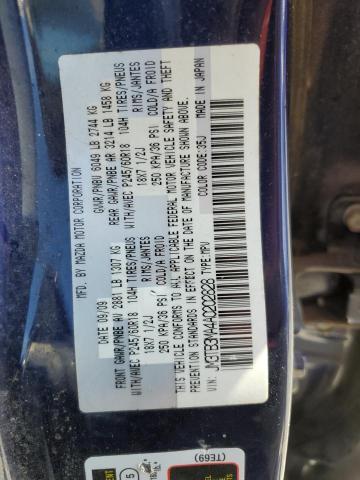 MFD. BY MAZDA MOTOR CORPORATION
DATE 09/09 GVWR/PNBV 6049 LB 2744 KG
FRONT GAWR/PNBE AV 2881 LB 1307 KG REAR GAWR/PNBE AR 3214 LB 1458 KG
WITH/AVEC P245/60R18 104H TIRES/PNEUS WITH/AVEC P245/60R18 104H TIRES/PNEUS
18X7 1/2J RIMS/JANTES 18X7 1/2J RIMS/JANTES
250 KPA/36 PSI COLD/A FROID 250 KPA/36 PSI COLD/A FROID
THIS VEHICLE CONFORMS TO ALL APPLICABLE FEDERAL MOTOR VEHICLE SAFETY AND THEFT
PREVENTION STANDARDS IN EFFECT ON THE DATE OF MANUFACTURE SHOWN ABOVE.
COLOR CODE:35J MADE IN JAPAN
TYPE:MPV
(TE69)
5